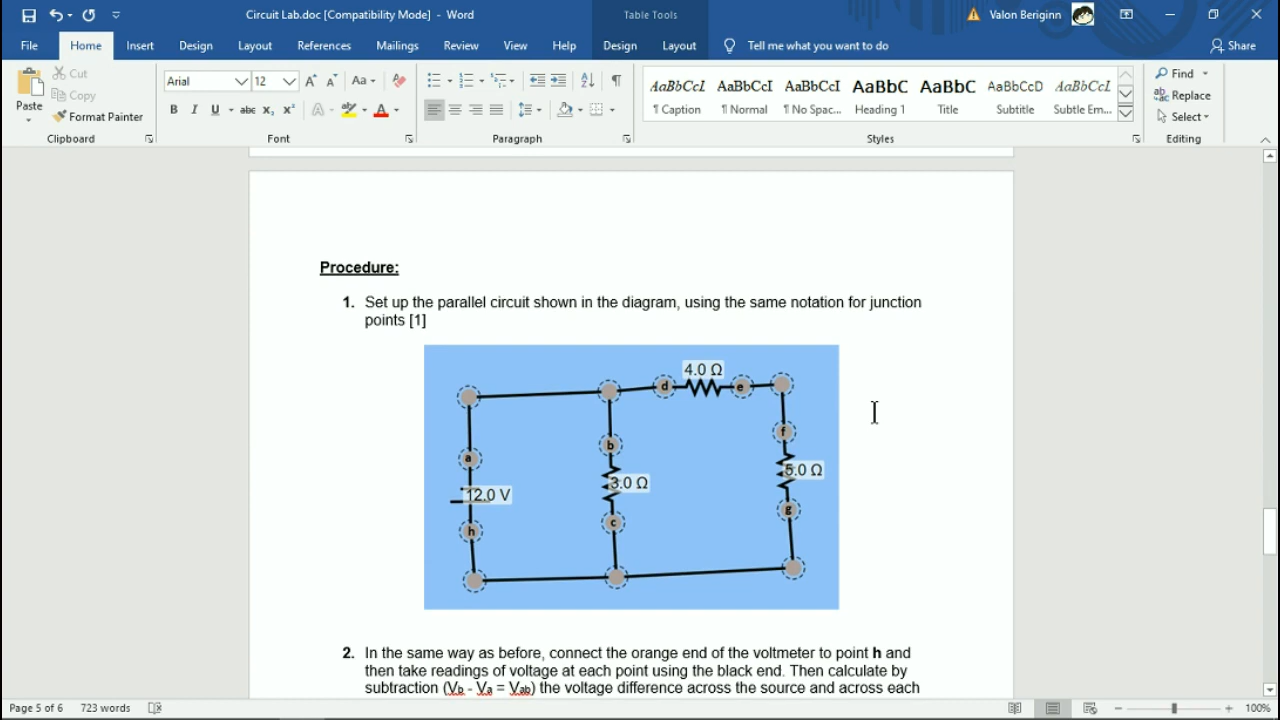 Circuit Lab.doc [Compatibility Mode] - Word
Table Tools
Valon Beriginn
File Home Insert Design Layout References Mailings Review View Help Design Layout Tell me what you want to do Share
Paste
Cut
Copy
Format Painter
Clipboard
Arial 12 Aa
B I U abc X₂ X² A A
Font
Paragraph
AaBbCcI AaBbCcI AaBbCcI AaBbC AaBbC AaBbCcD AaBbCcI
¶ Caption ¶ Normal ¶ No Spac... Heading 1 Title Subtitle Subtle Em...
Styles
Find
Replace
Select
Editing
Procedure:
1. Set up the parallel circuit shown in the diagram, using the same notation for junction
points [1]
4.0 Ω
d e
a b f
12.0 V 3.0 Ω 5.0 Ω
h c g
2. In the same way as before, connect the orange end of the voltmeter to point h and
then take readings of voltage at each point using the black end. Then calculate by
subtraction (Vb - Va = Vab) the voltage difference across the source and across each
Page 5 of 6 723 words 100%